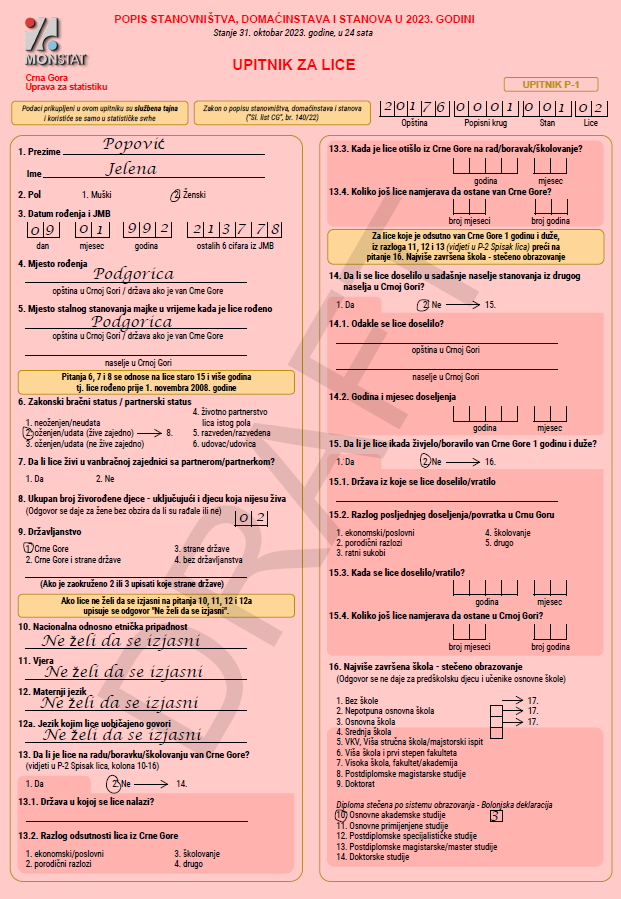 POPIS STANOVNIŠTVA, DOMAĆINSTAVA I STANOVA U 2023. GODINI
Stanje 31. oktobar 2023. godine, u 24 sata
MONSTAT
Crna Gora
Uprava za statistiku
UPITNIK ZA LICE
UPITNIK P-1
Podaci prikupljeni u ovom upitniku su službena tajna
i koristiće se samo u statističke svrhe
Zakon o popisu stanovništva, domaćinstava i stanova
("Sl. list CG", br. 140/22)
20176 0001 001 02
Opština Popisni krug Stan Lice
1. Prezime Popović
Ime Jelena
2. Pol 1. Muški 2. Ženski
3. Datum rođenja i JMB
09 01 992 213778
dan mjesec godina ostalih 6 cifara iz JMB
4. Mjesto rođenja
Podgorica
opština u Crnoj Gori / država ako je van Crne Gore
5. Mjesto stalnog stanovanja majke u vrijeme kada je lice rođeno
Podgorica
opština u Crnoj Gori / država ako je van Crne Gore
naselje u Crnoj Gori
Pitanja 6, 7 i 8 se odnose na lice staro 15 i više godina
tj. lice rođeno prije 1. novembra 2008. godine
6. Zakonski bračni status / partnerski status
1. neoženjen/neudata
2. oženjen/udata (žive zajedno) 8.
3. oženjen/udata (ne žive zajedno)
4. životno partnerstvo
lica istog pola
5. razveden/razvedena
6. udovac/udovica
7. Da li lice živi u vanbračnoj zajednici sa partnerom/partnerkom?
1. Da 2. Ne
8. Ukupan broj živorođene djece - uključujući i djecu koja nijesu živa
(Odgovor se daje za žene bez obzira da li su rađale ili ne)
02
9. Državljanstvo
1. Crne Gore 3. strane države
2. Crne Gore i strane države 4. bez državljanstva
(Ako je zaokruženo 2 ili 3 upisati koje strane države)
Ako lice ne želi da se izjasni na pitanja 10, 11, 12 i 12a
upisuje se odgovor "Ne želi da se izjasni".
10. Nacionalna odnosno etnička pripadnost
Ne želi da se izjasni
11. Vjera
Ne želi da se izjasni
12. Maternji jezik
Ne želi da se izjasni
12a. Jezik kojim lice uobičajeno govori
Ne želi da se izjasni
13. Da li je lice na radu/boravku/školovanju van Crne Gore?
(vidjeti u P-2 Spisak lica, kolona 10-16)
1. Da 2. Ne 14.
13.1. Država u kojoj se lice nalazi?
13.2. Razlog odsutnosti lica iz Crne Gore
1. ekonomski/poslovni 3. školovanje
2. porodični razlozi 4. drugo
13.3. Kada je lice otišlo iz Crne Gore na rad/boravak/školovanje?
godina mjesec
13.4. Koliko još lice namjerava da ostane van Crne Gore?
broj mjeseci broj godina
Za lice koje je odsutno van Crne Gore 1 godinu i duže,
iz razloga 11, 12 i 13 (vidjeti u P-2 Spisak lica) preći na
pitanje 16. Najviše završena škola - stečeno obrazovanje
14. Da li se lice doselilo u sadašnje naselje stanovanja iz drugog
naselja u Crnoj Gori?
1. Da 2. Ne 15.
14.1. Odakle se lice doselilo?
opština u Crnoj Gori
naselje u Crnoj Gori
14.2. Godina i mjesec doseljenja
godina mjesec
15. Da li je lice ikada živjelo/boravilo van Crne Gore 1 godinu i duže?
1. Da 2. Ne 16.
15.1. Država iz koje se lice doselilo/vratilo
15.2. Razlog posljednjeg doseljenja/povratka u Crnu Goru
1. ekonomski/poslovni 4. školovanje
2. porodični razlozi 5. drugo
3. ratni sukobi
15.3. Kada se lice doselilo/vratilo?
godina mjesec
15.4. Koliko još lice namjerava da ostane u Crnoj Gori?
broj mjeseci broj godina
16. Najviše završena škola - stečeno obrazovanje
(Odgovor se ne daje za predškolsku djecu i učenike osnovne škole)
1. Bez škole 17.
2. Nepotpuna osnovna škola 17.
3. Osnovna škola 17.
4. Srednja škola
5. VKV, Viša stručna škola/majstorski ispit
6. Viša škola i prvi stepen fakulteta
7. Visoka škola, fakultet/akademija
8. Postdiplomske magistarske studije
9. Doktorat
Diploma stečena po sistemu obrazovanja - Bolonjska deklaracija
10. Osnovne akademske studije 3
11. Osnovne primijenjene studije
12. Postdiplomske specijalističke studije
13. Postdiplomske magistarske/master studije
14. Doktorske studije
DRAFT